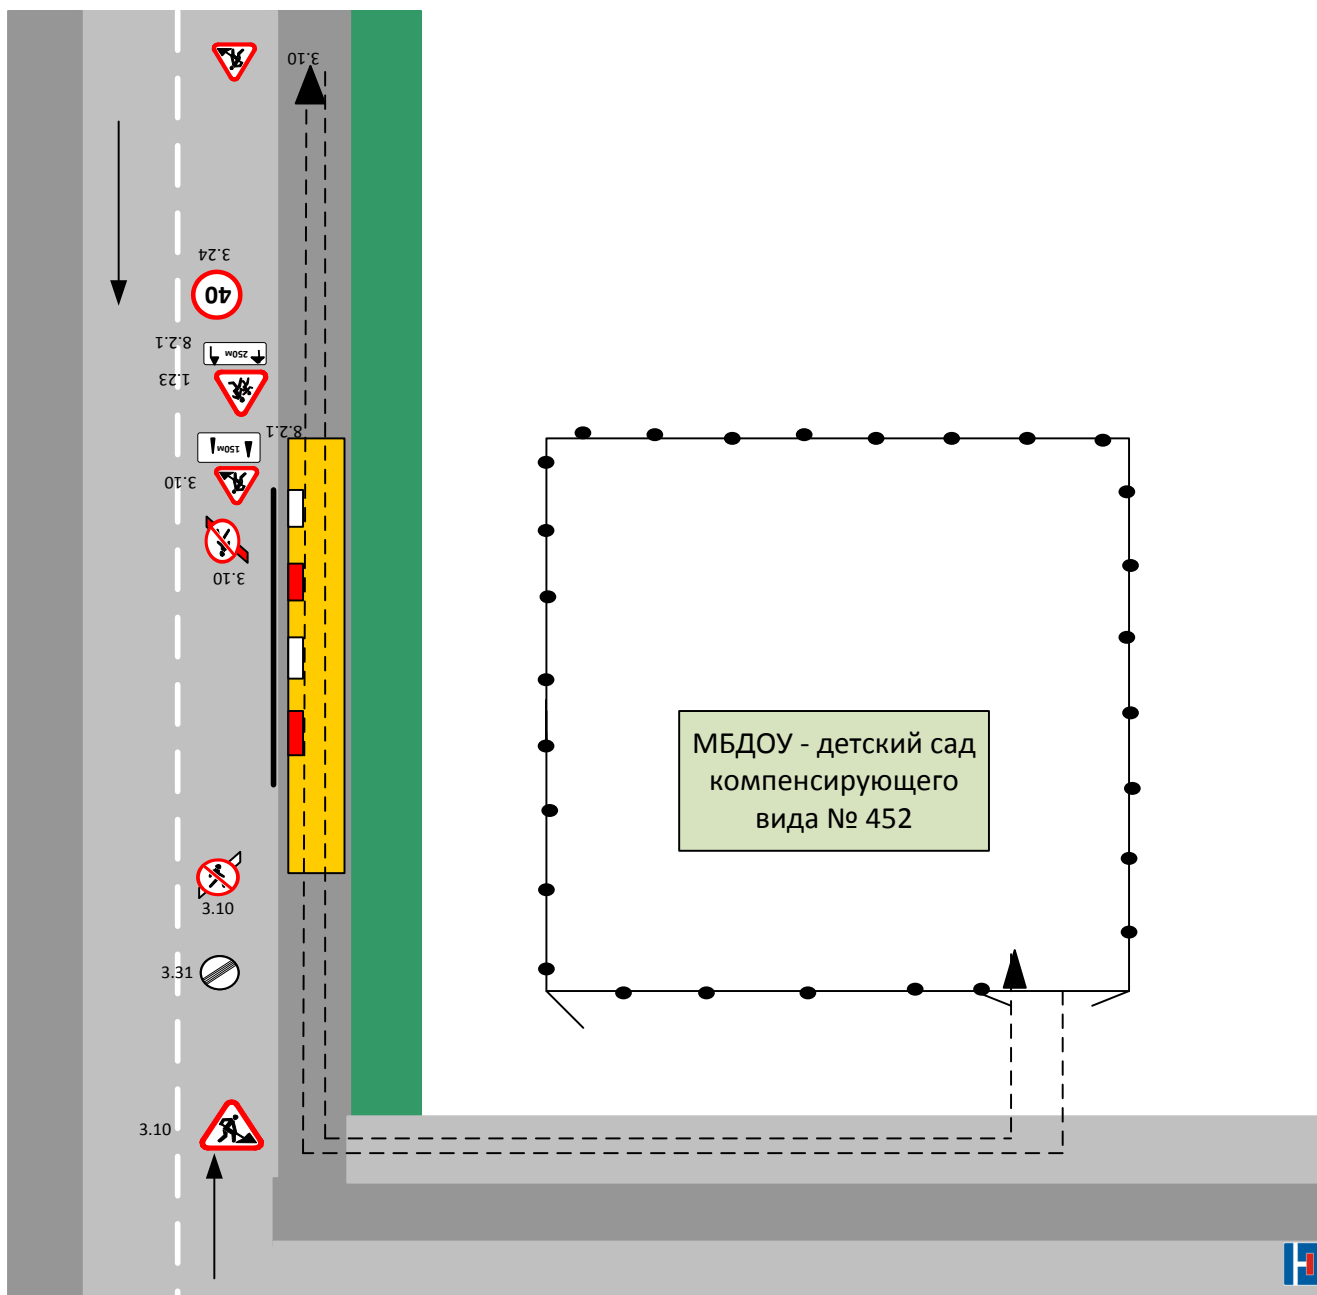 3.10
3.24
40
8.2.1
250м
1.23
8.2.1
150м
3.10
3.10
МБДОУ - детский сад
компенсирующего
вида № 452
3.10
3.31
3.10